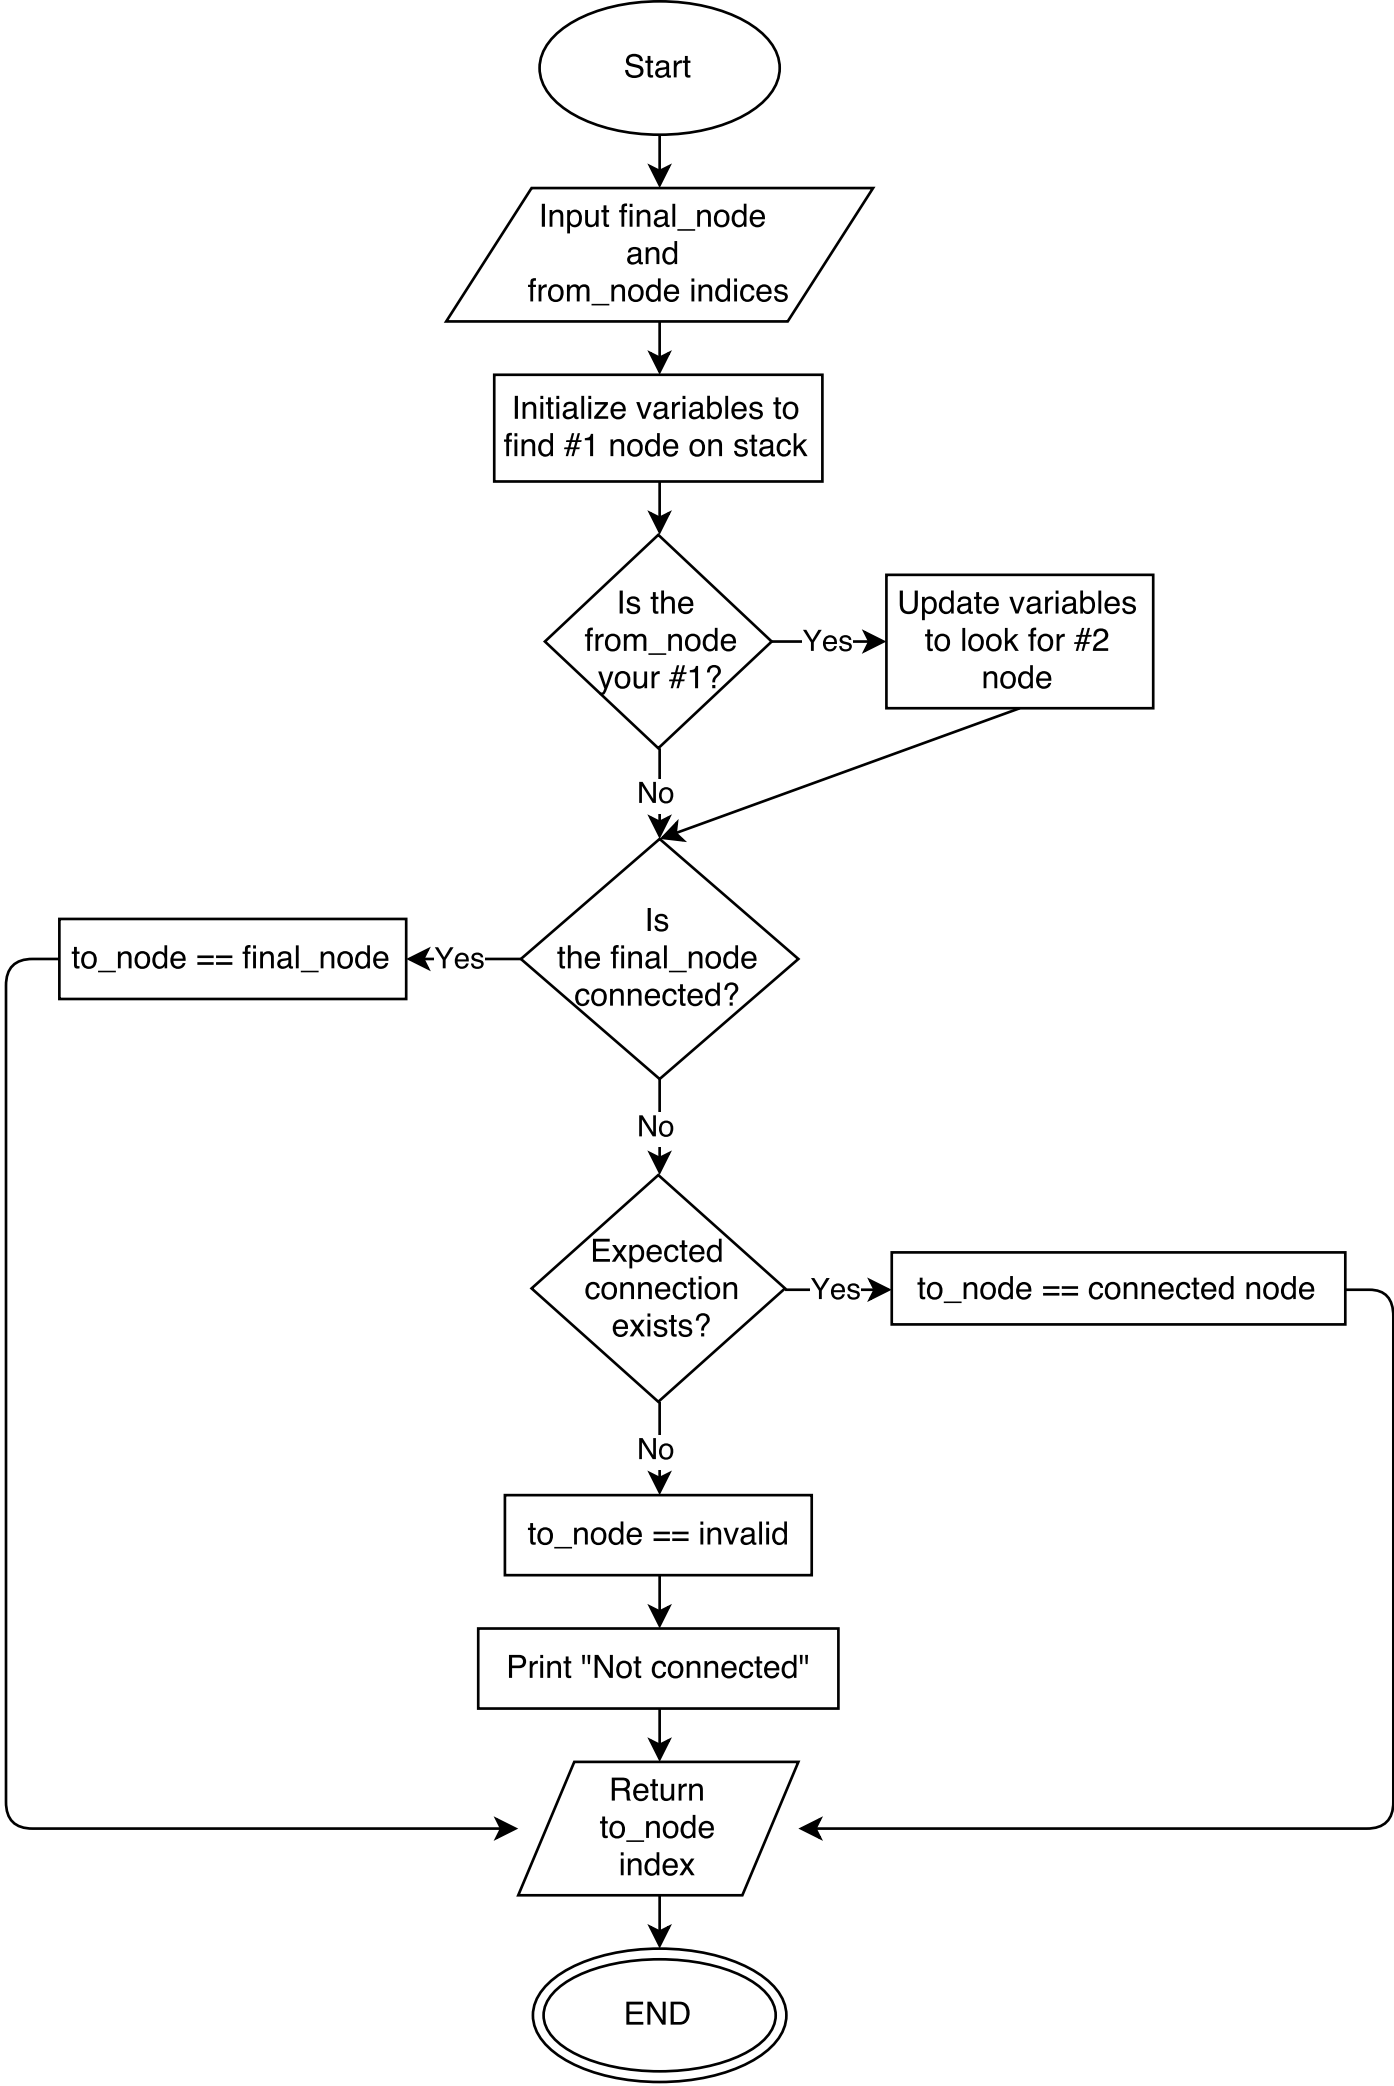 Start
Input final_node
and
from_node indices
Initialize variables to
find #1 node on stack
Is the
from_node
your #1?
Yes
Update variables
to look for #2
node
No
Is
the final_node
connected?
Yes
to_node == final_node
No
Expected
connection
exists?
Yes
to_node == connected node
No
to_node == invalid
Print "Not connected"
Return
to_node
index
END